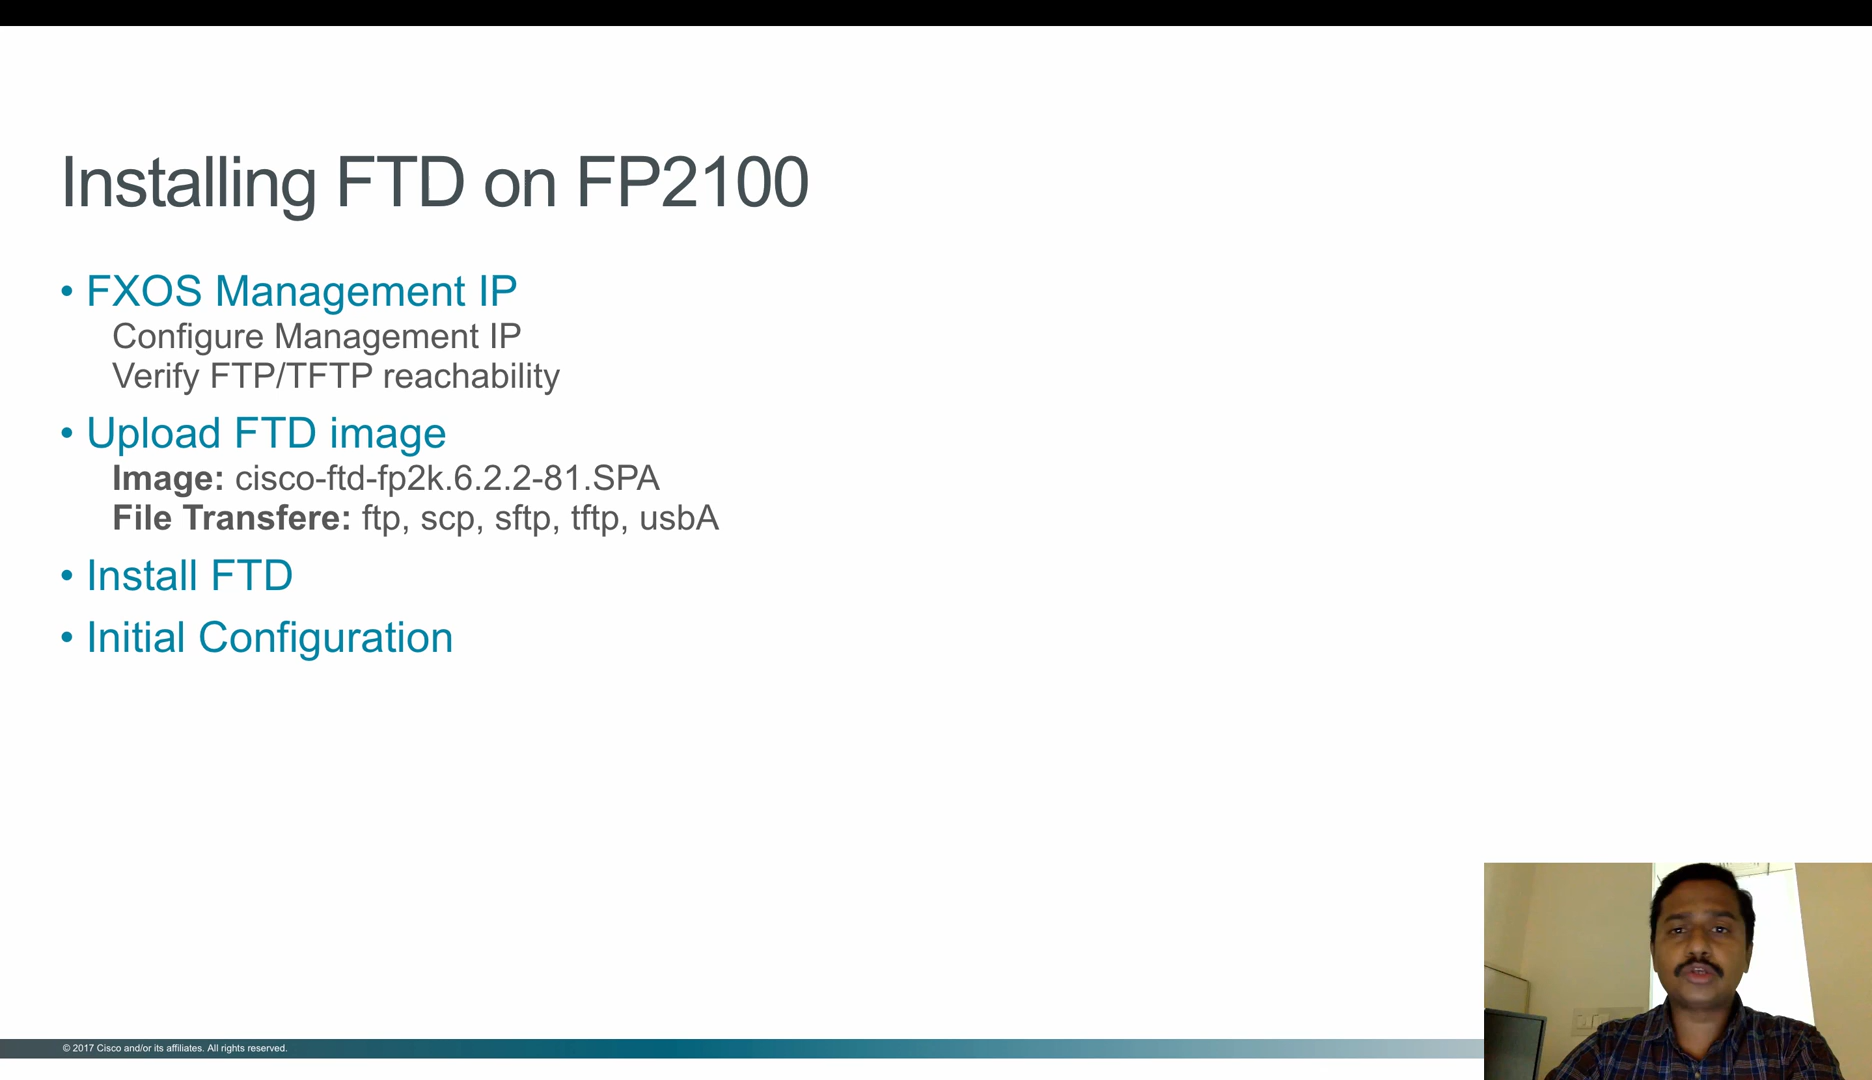 Installing FTD on FP2100
• FXOS Management IP
Configure Management IP
Verify FTP/TFTP reachability
• Upload FTD image
Image: cisco-ftd-fp2k.6.2.2-81.SPA
File Transfere: ftp, scp, sftp, tftp, usbA
• Install FTD
• Initial Configuration
© 2017 Cisco and/or its affiliates. All rights reserved.